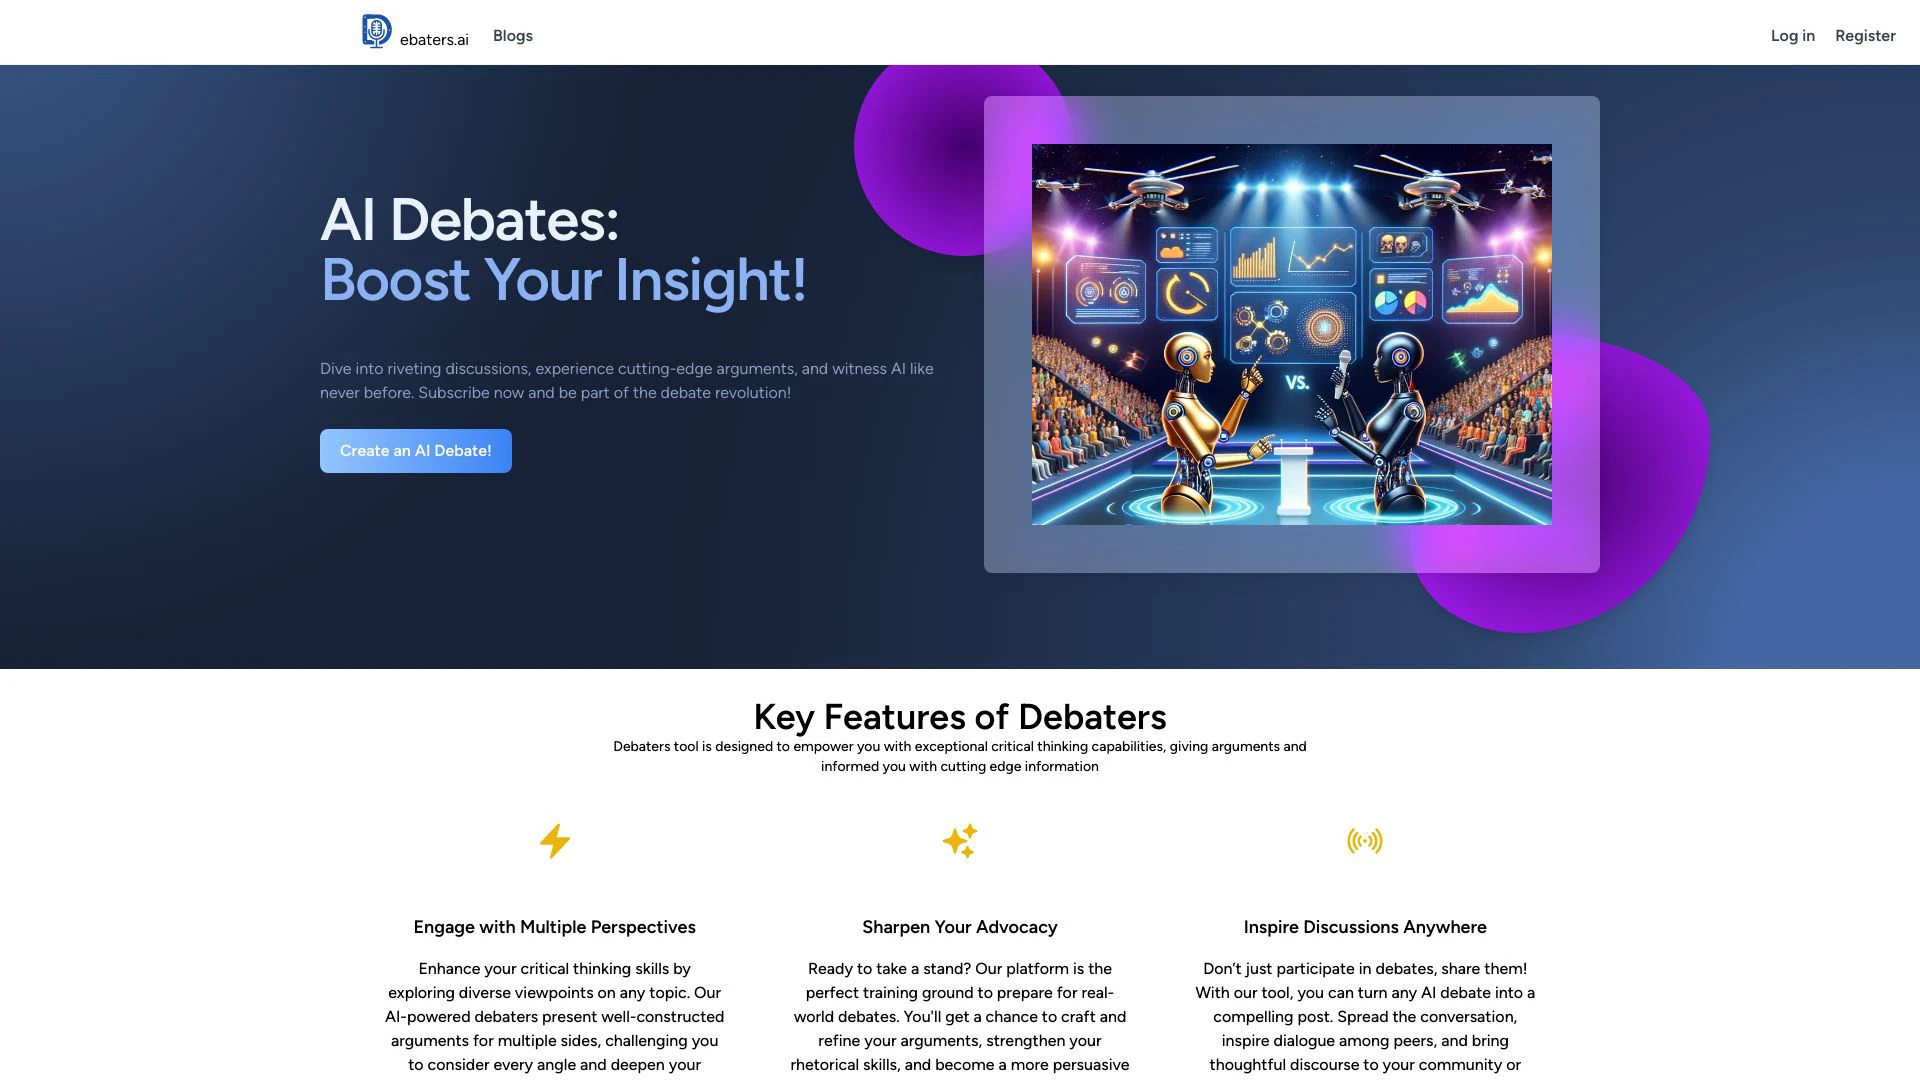 ebaters.ai
Blogs
Log in
Register
AI Debates:
Boost Your Insight!
Dive into riveting discussions, experience cutting-edge arguments, and witness AI like
never before. Subscribe now and be part of the debate revolution!
Create an AI Debate!
VS.
Key Features of Debaters
Debaters tool is designed to empower you with exceptional critical thinking capabilities, giving arguments and
informed you with cutting edge information
Engage with Multiple Perspectives
Enhance your critical thinking skills by
exploring diverse viewpoints on any topic. Our
AI-powered debaters present well-constructed
arguments for multiple sides, challenging you
to consider every angle and deepen your
Sharpen Your Advocacy
Ready to take a stand? Our platform is the
perfect training ground to prepare for real-
world debates. You'll get a chance to craft and
refine your arguments, strengthen your
rhetorical skills, and become a more persuasive
Inspire Discussions Anywhere
Don’t just participate in debates, share them!
With our tool, you can turn any AI debate into a
compelling post. Spread the conversation,
inspire dialogue among peers, and bring
thoughtful discourse to your community or